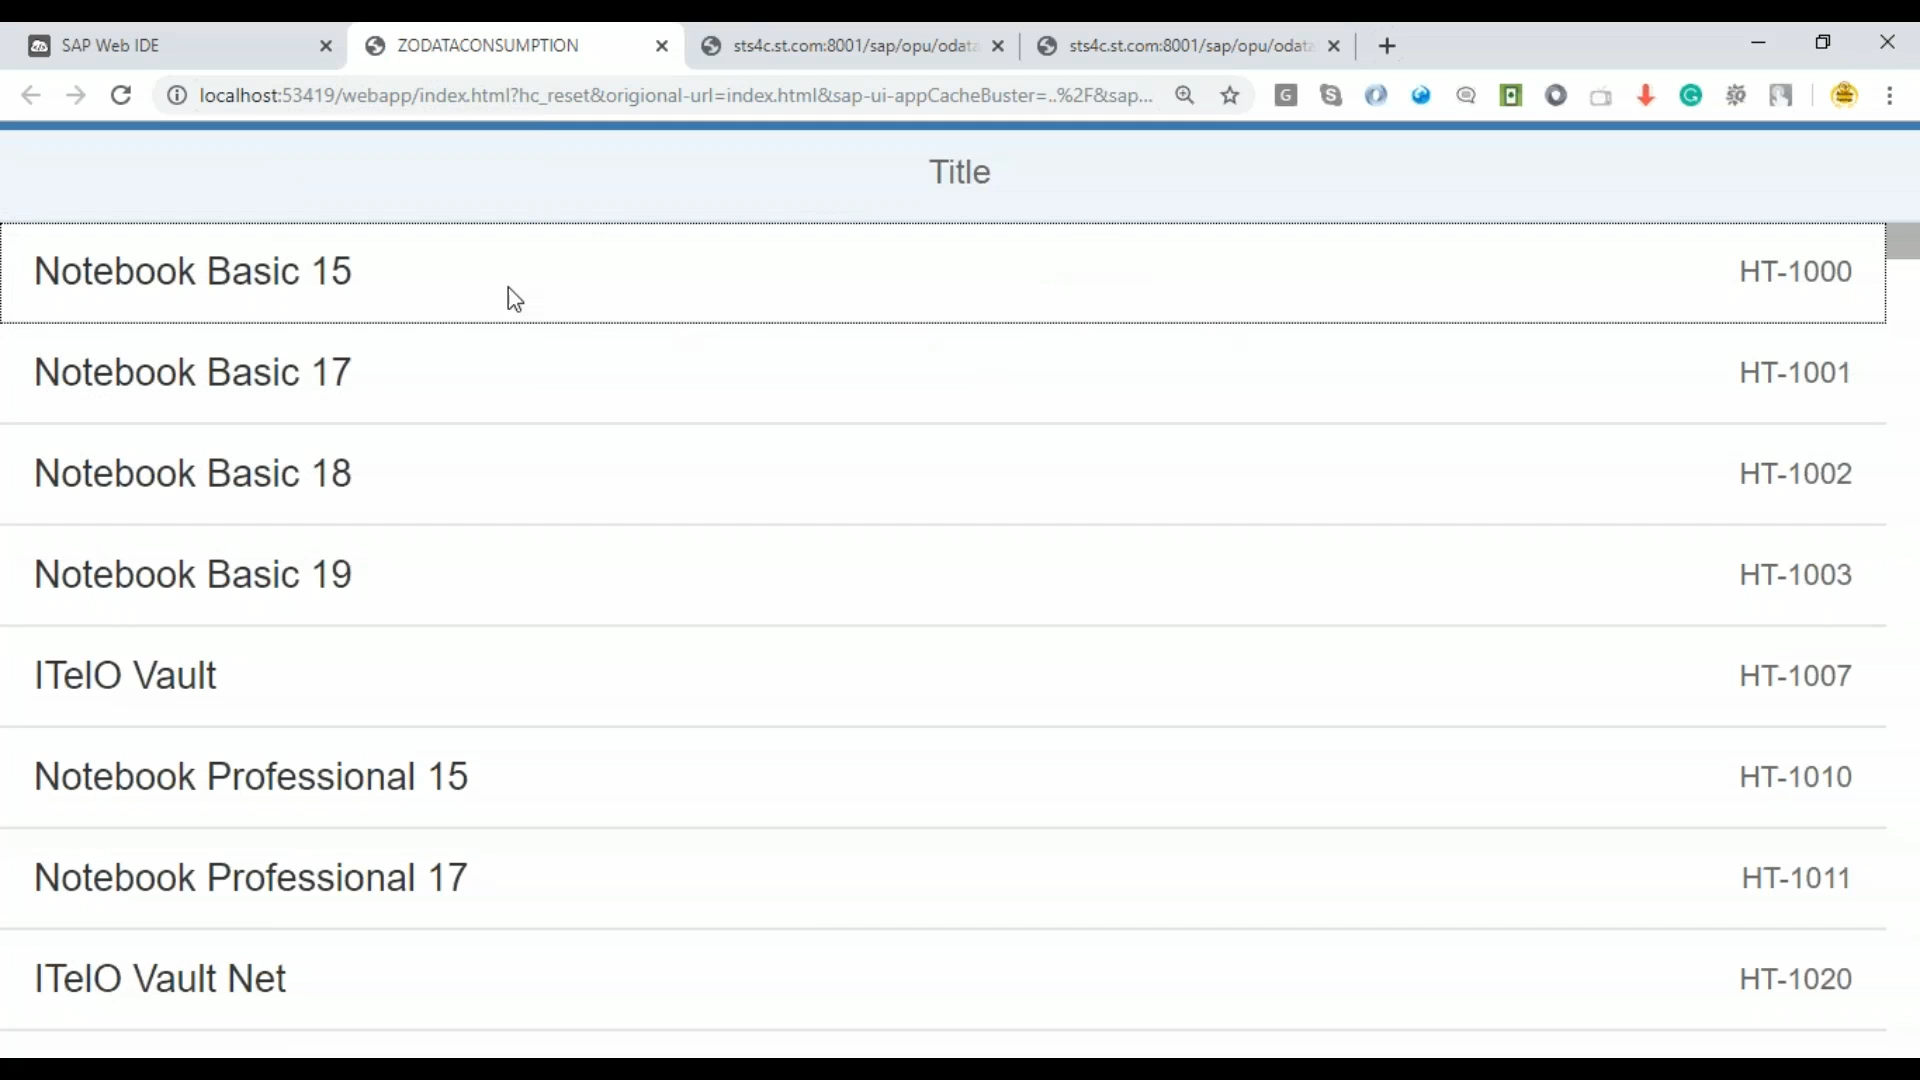 SAP Web IDE
ZODATACONSUMPTION
sts4c.st.com:8001/sap/opu/odata
sts4c.st.com:8001/sap/opu/odata
localhost:53419/webapp/index.html?hc_reset&origional-url=index.html&sap-ui-appCacheBuster=..%2F&sap...
Title
Notebook Basic 15
HT-1000
Notebook Basic 17
HT-1001
Notebook Basic 18
HT-1002
Notebook Basic 19
HT-1003
ITelO Vault
HT-1007
Notebook Professional 15
HT-1010
Notebook Professional 17
HT-1011
ITelO Vault Net
HT-1020